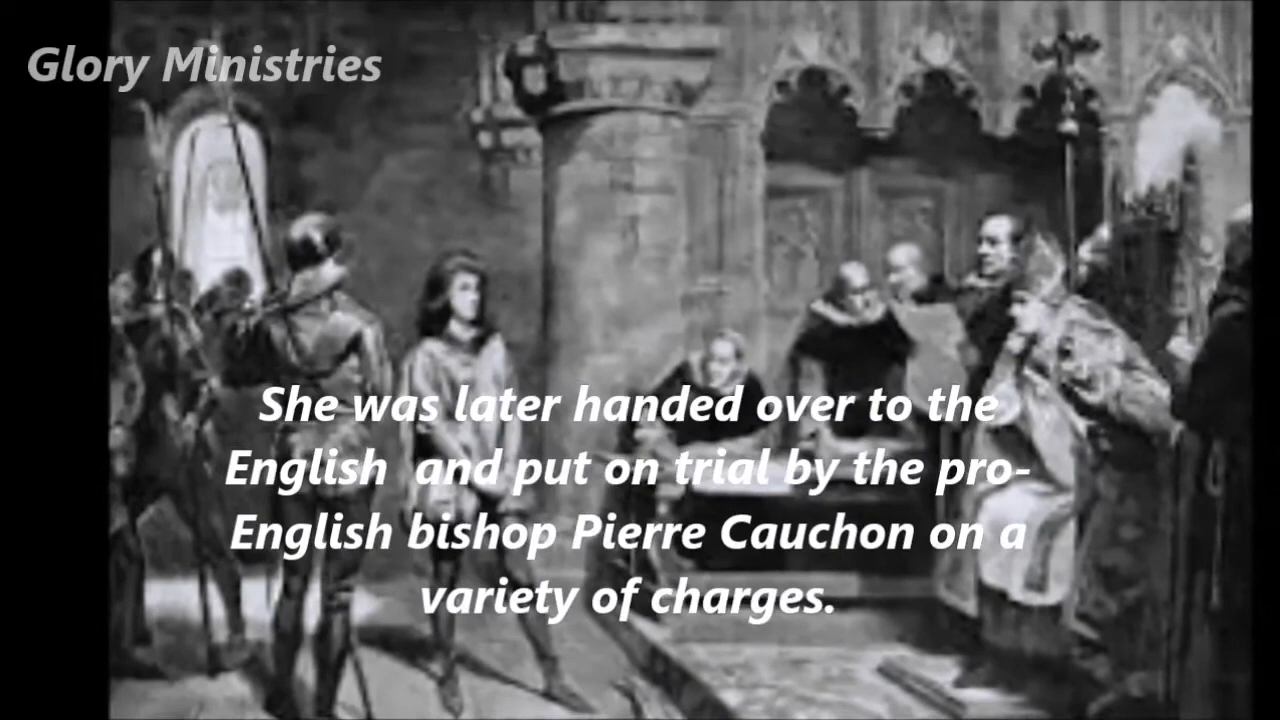 Glory Ministries
She was later handed over to the
English  and put on trial by the pro-
English bishop Pierre Cauchon on a
variety of charges.